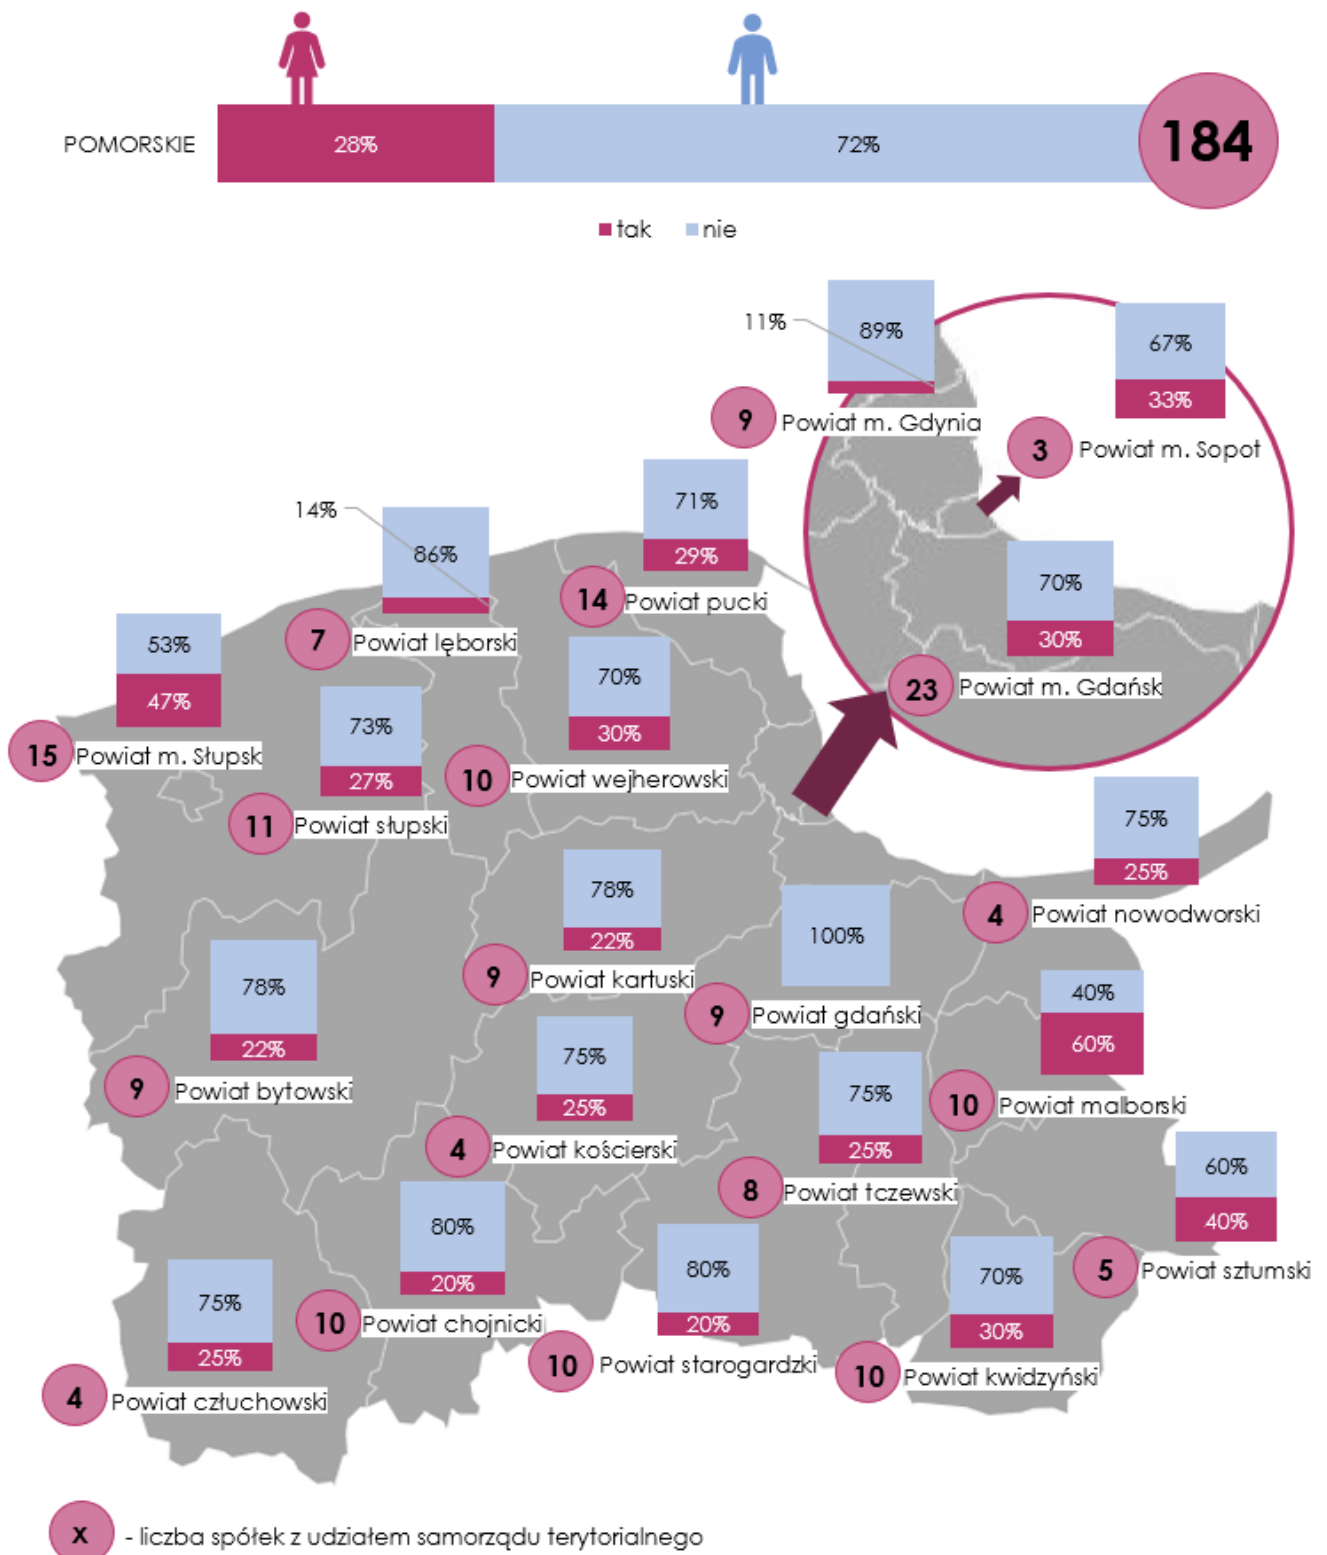 POMORSKIE
28%
72%
184
tak
nie
11%
89%
9
Powiat m. Gdynia
67%
33%
3
Powiat m. Sopot
70%
30%
23
Powiat m. Gdańsk
71%
29%
14
Powiat pucki
14%
86%
7
Powiat lęborski
53%
47%
15
Powiat m. Słupsk
73%
27%
11
Powiat słupski
70%
30%
10
Powiat wejherowski
75%
25%
4
Powiat nowodworski
78%
22%
9
Powiat kartuski
100%
9
Powiat gdański
78%
22%
9
Powiat bytowski
40%
60%
10
Powiat malborski
75%
25%
4
Powiat kościerski
75%
25%
8
Powiat tczewski
60%
40%
5
Powiat sztumski
80%
20%
10
Powiat chojnicki
80%
20%
10
Powiat starogardzki
70%
30%
10
Powiat kwidzyński
75%
25%
4
Powiat człuchowski
x - liczba spółek z udziałem samorządu terytorialnego